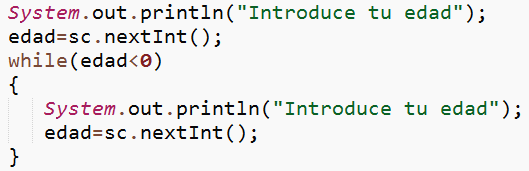 System.out.println("Introduce tu edad");
edad=sc.nextInt();
while(edad<0)
{
System.out.println("Introduce tu edad");
edad=sc.nextInt();
}